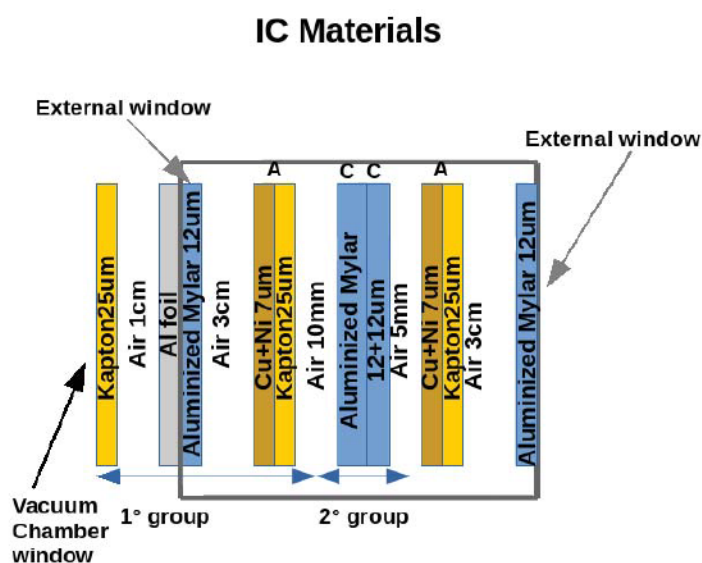 IC Materials
External window
External window
A
C C
A
Kapton25um
Air 1cm
Al foil
Aluminized Mylar 12um
Air 3cm
Cu+Ni 7um
Kapton25um
Air 10mm
Aluminized Mylar
12+12um
Air 5mm
Cu+Ni 7um
Kapton25um
Air 3cm
Aluminized Mylar 12um
Vacuum
Chamber
window
1° group
2° group